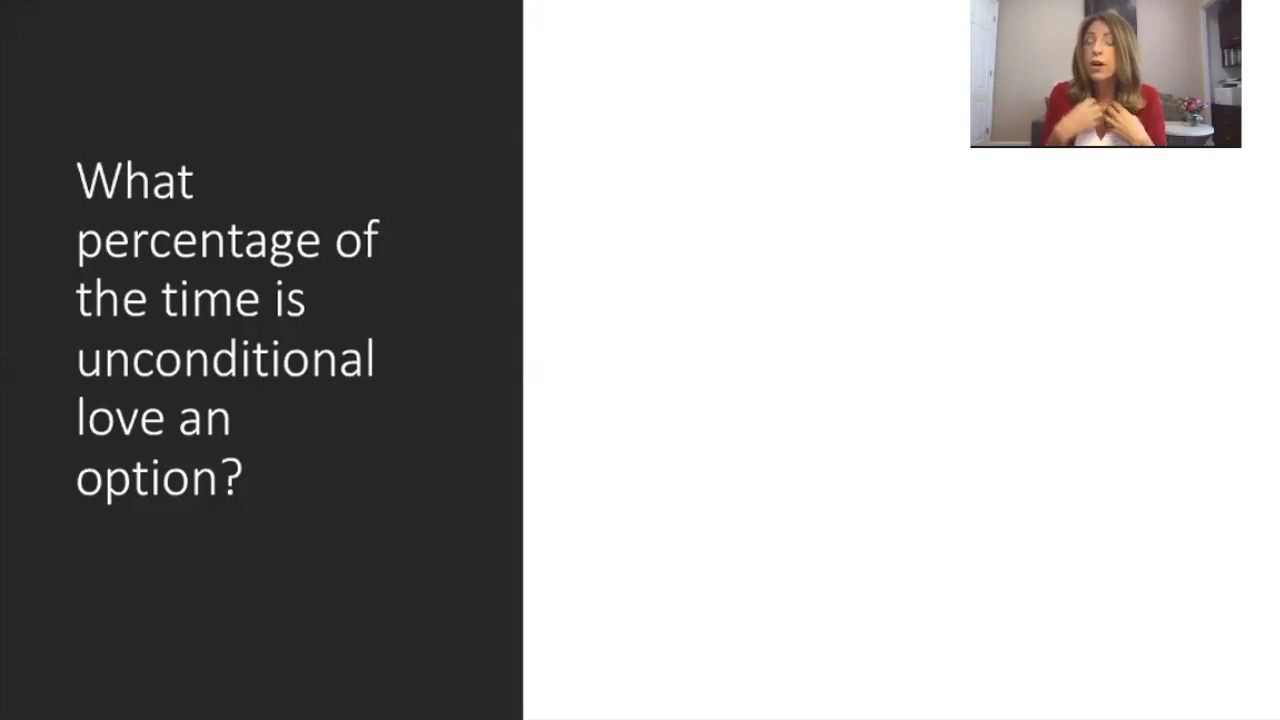 What
percentage of
the time is
unconditional
love an
option?